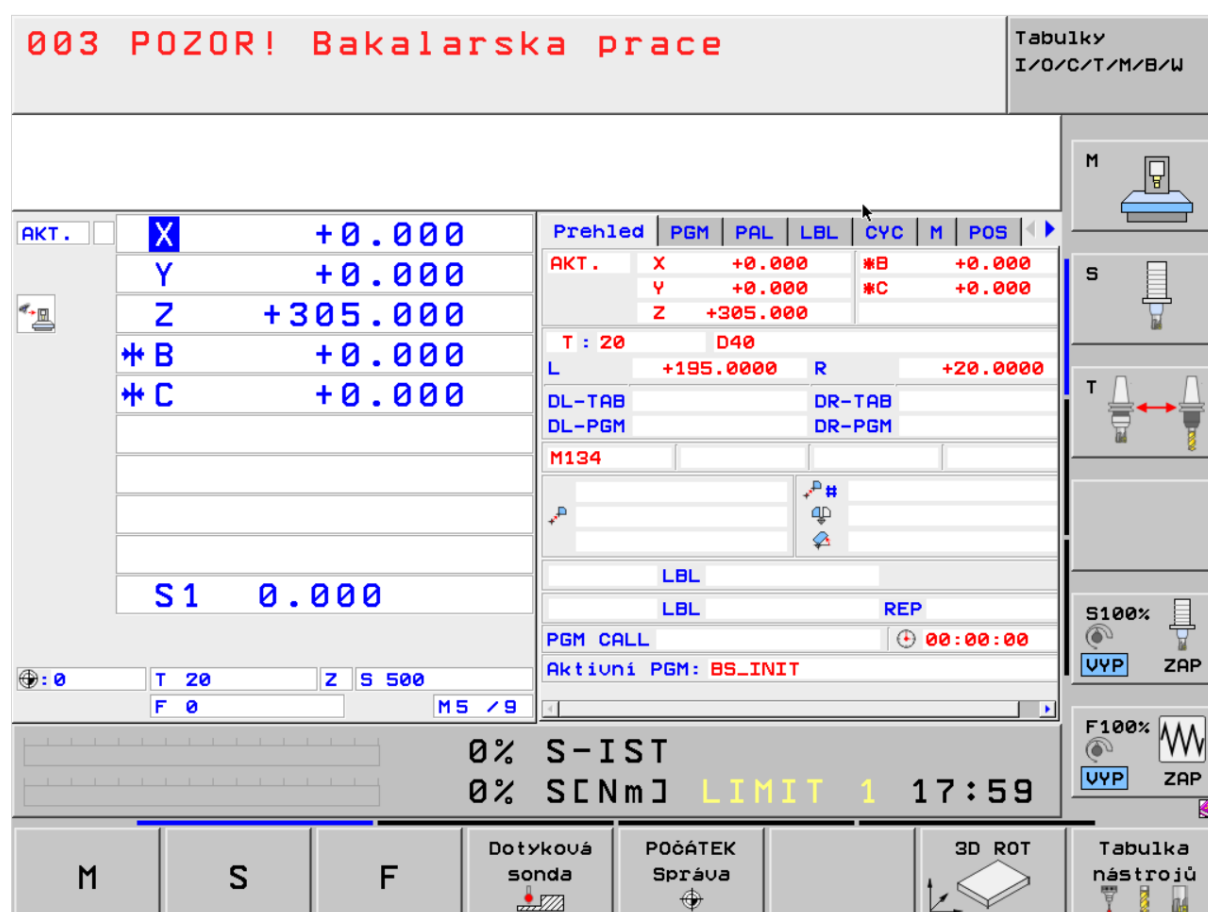 003 POZOR! Bakalarska prace
Tabulky
I/O/C/T/M/B/W
AKT.
X +0.000
Y +0.000
Z +305.000
*B +0.000
*C +0.000
S1 0.000
:0 T 20 Z S 500
F 0 M5 /9
Prehled PGM PAL LBL CYC M POS
AKT. X +0.000 *B +0.000
Y +0.000 *C +0.000
Z +305.000
T : 20 D40
L +195.0000 R +20.0000
DL-TAB DR-TAB
DL-PGM DR-PGM
M134
#
LBL
LBL REP
PGM CALL 00:00:00
Aktivní PGM: BS_INIT
M
S
T
S100%
VYP ZAP
F100%
VYP ZAP
0% S-IST
0% S[Nm] LIMIT 1 17:59
M
S
F
Dotyková
sonda
POčÁTEK
Správa
3D ROT
Tabulka
nástrojů